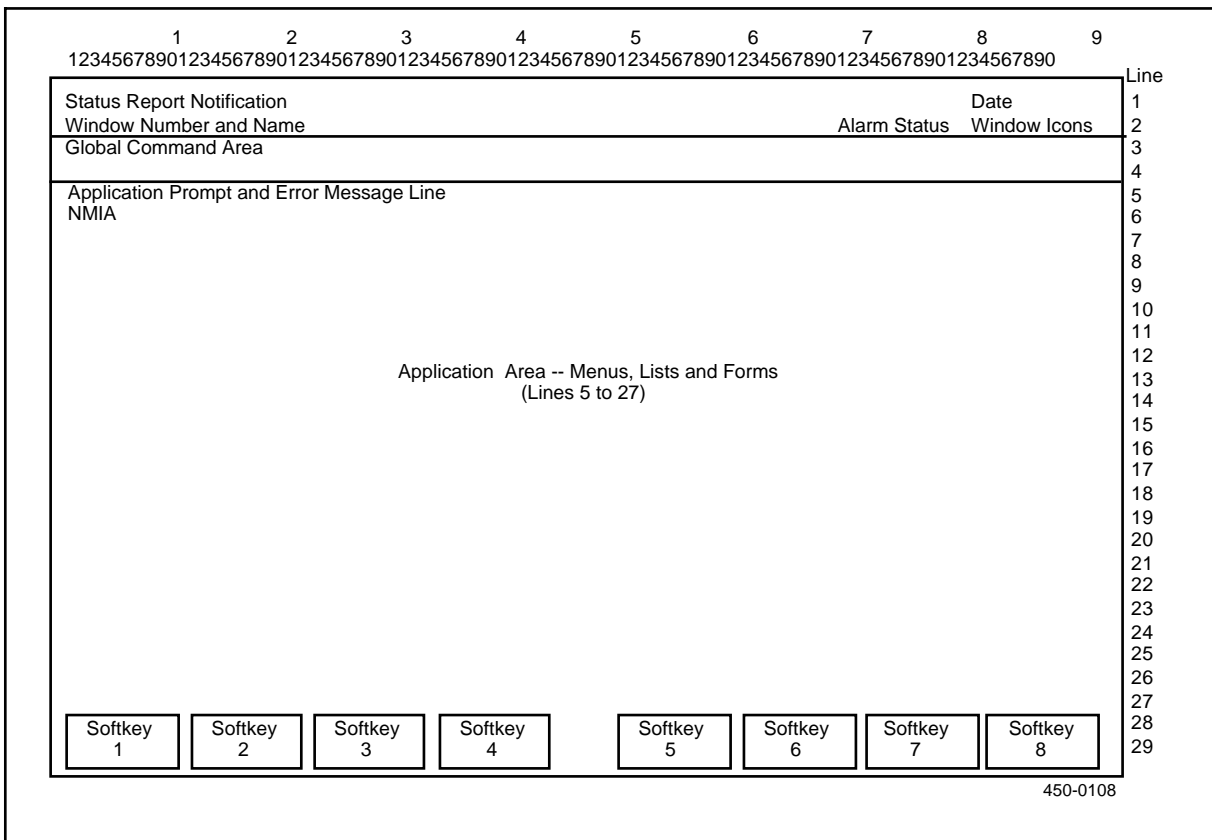 1 2 3 4 5 6 7 8 9
123456789012345678901234567890123456789012345678901234567890123456789012345678901234567890
Line
Status Report Notification Date 1
Window Number and Name Alarm Status Window Icons 2
Global Command Area 3
4
Application Prompt and Error Message Line 5
NMIA 6
7
8
9
10
11
12
Application Area -- Menus, Lists and Forms 13
(Lines 5 to 27) 14
15
16
17
18
19
20
21
22
23
24
25
26
27
Softkey Softkey Softkey Softkey Softkey Softkey Softkey Softkey 28
1 2 3 4 5 6 7 8 29
450-0108